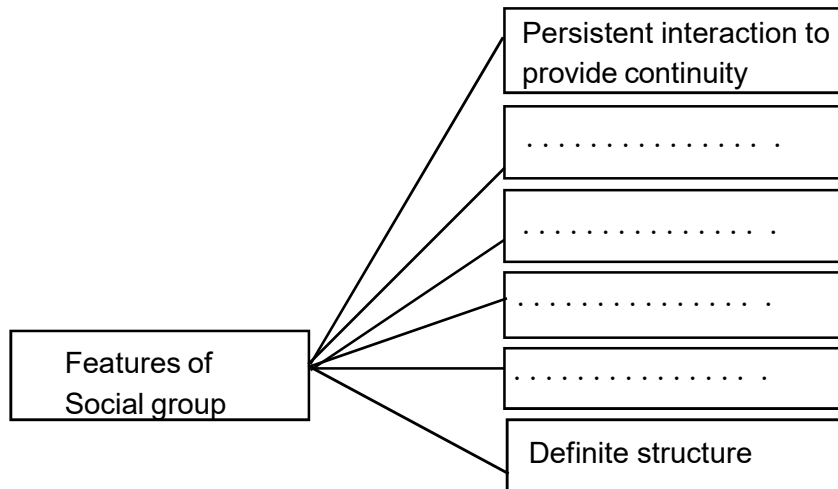 Persistent interaction to
provide continuity
. . . . . . . . . . . . . . . .
. . . . . . . . . . . . . . . .
. . . . . . . . . . . . . . . .
. . . . . . . . . . . . . . . .
Features of
Social group
Definite structure